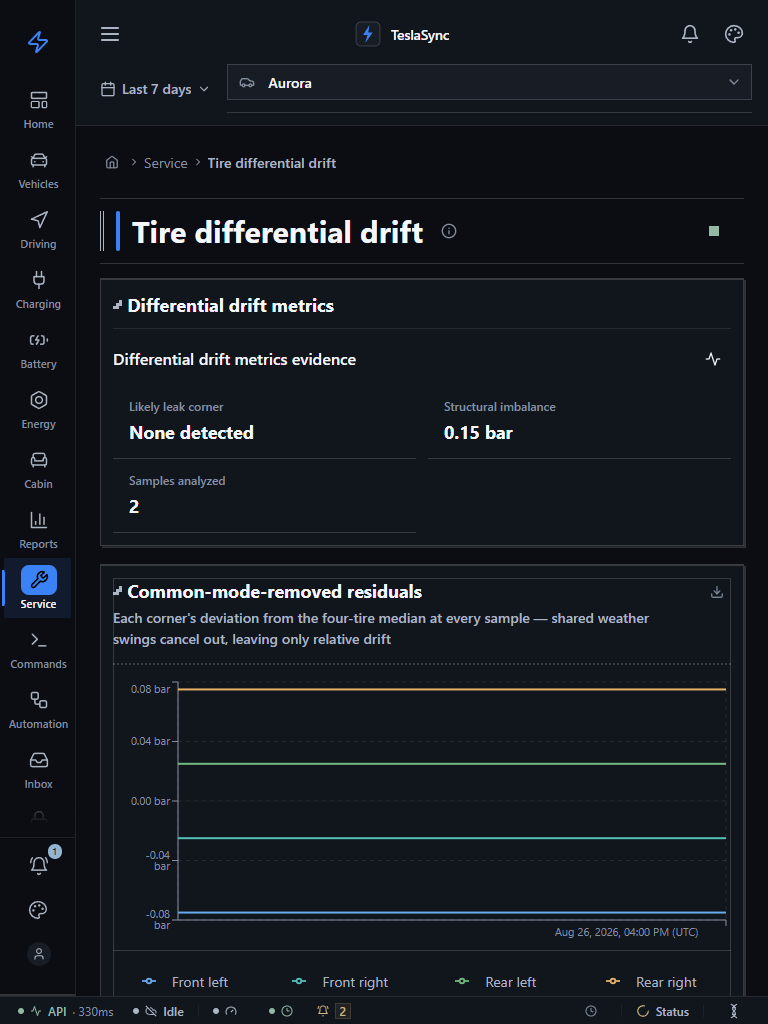 TeslaSync
Last 7 days
Aurora
Home
Vehicles
Driving
Charging
Battery
Energy
Cabin
Reports
Service
Commands
Automation
Inbox
1
Service
Tire differential drift
Tire differential drift
Differential drift metrics
Differential drift metrics evidence
Likely leak corner
None detected
Structural imbalance
0.15 bar
Samples analyzed
2
Common-mode-removed residuals
Each corner's deviation from the four-tire median at every sample — shared weather
swings cancel out, leaving only relative drift
0.08 bar
0.04 bar
0.00 bar
-0.04
bar
-0.08
bar
Aug 26, 2026, 04:00 PM (UTC)
Front left
Front right
Rear left
Rear right
API · 330ms
Idle
2
Status